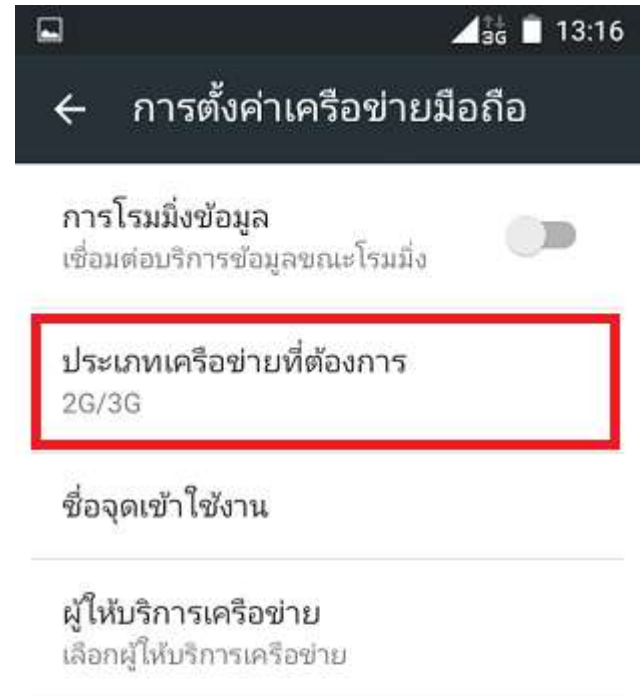 3G 13:16
การตั้งค่าเครือข่ายมือถือ
การโรมมิ่งข้อมูล
เชื่อมต่อบริการข้อมูลขณะโรมมิ่ง
ประเภทเครือข่ายที่ต้องการ
2G/3G
ชื่อจุดเข้าใช้งาน
ผู้ให้บริการเครือข่าย
เลือกผู้ให้บริการเครือข่าย